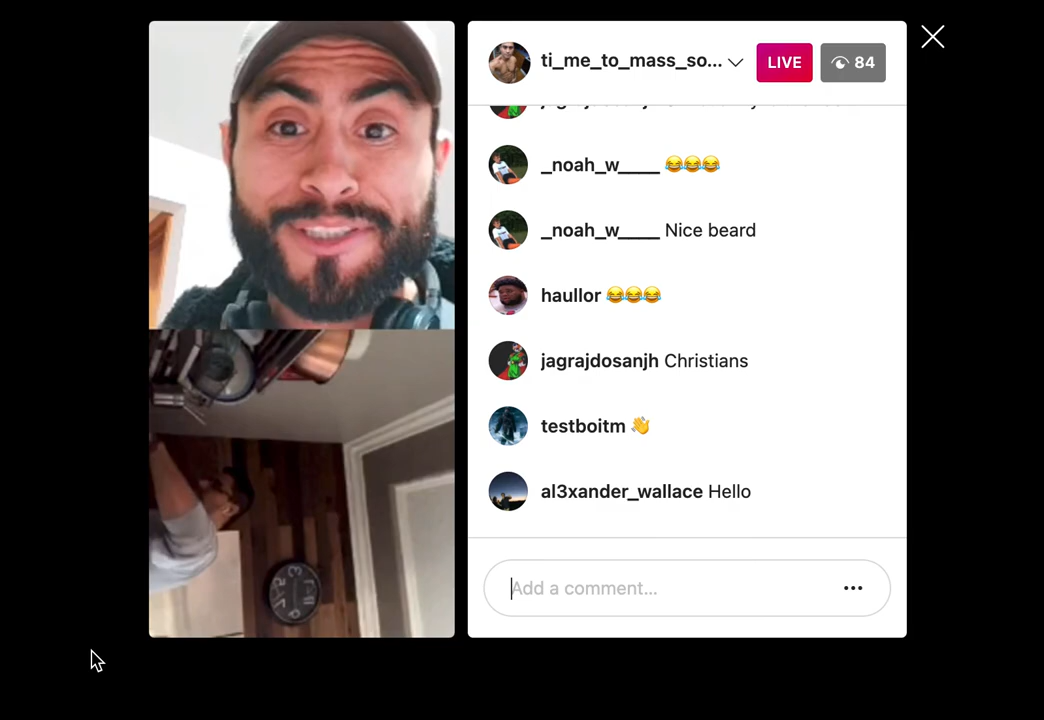 ti_me_to_mass_so...
LIVE
84
_noah_w____ 😂😂😂
_noah_w____ Nice beard
haullor 😂😂😂
jagrajdosanjh Christians
testboitm 👋
al3xander_wallace Hello
Add a comment...